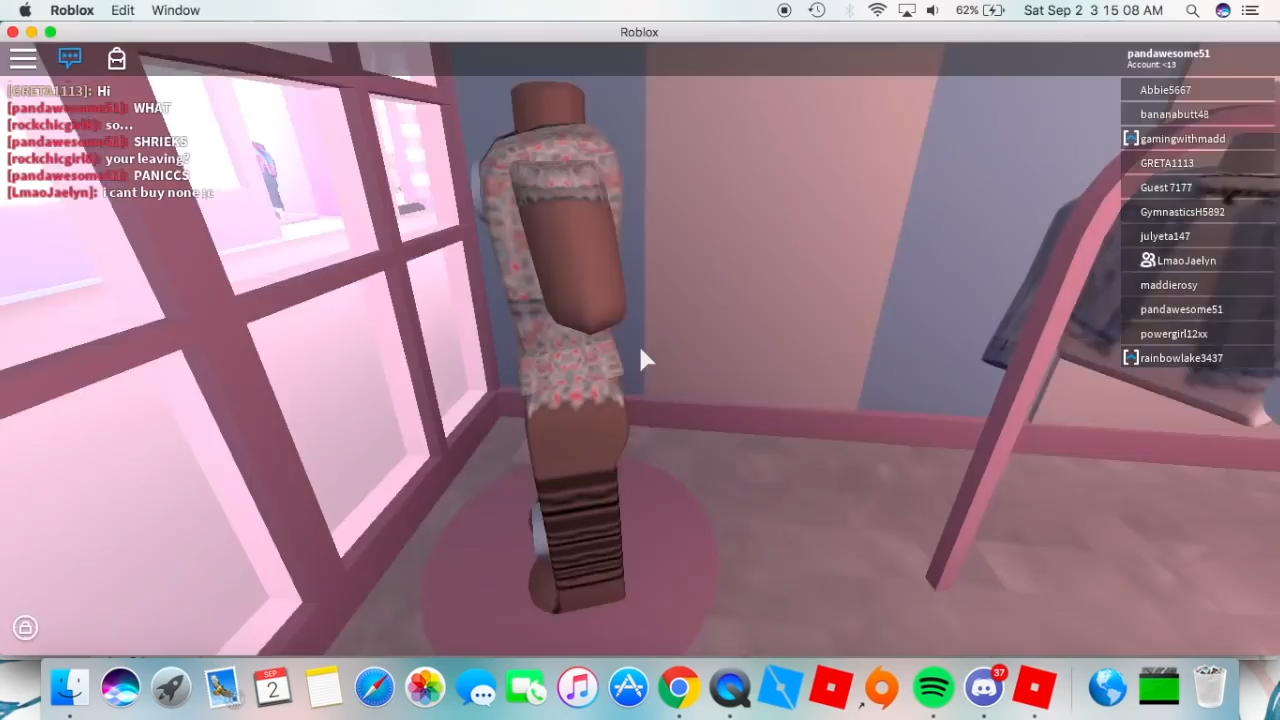 Roblox Edit Window 62% Sat Sep 2 3 15 08 AM
Roblox
pandawesome51
Account: <13
[GRETA1113]: Hi
[pandawesome51]: WHAT
[rockchicgirl8]: so...
[pandawesome51]: SHRIEKS
[rockchicgirl8]: your leaving?
[pandawesome51]: PANICCS
[LmaoJaelyn]: i cant buy none :c
Abbie5667
bananabutt48
gamingwithmadd
GRETA1113
Guest 7177
GymnasticsH5892
julyeta147
LmaoJaelyn
maddierosy
pandawesome51
powergirl12xx
rainbowlake3437
SEP
2
37